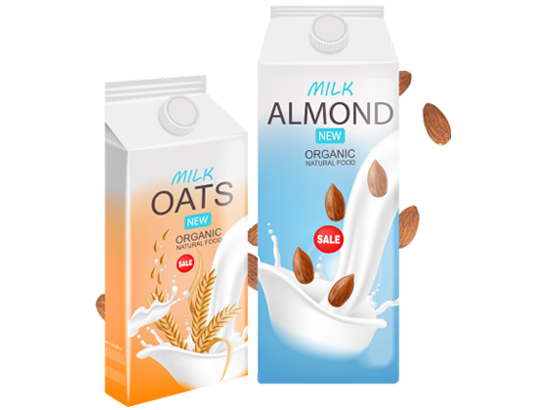 MILK
OATS
NEW
ORGANIC
NATURAL FOOD
SALE
MILK
ALMOND
NEW
ORGANIC
NATURAL FOOD
SALE